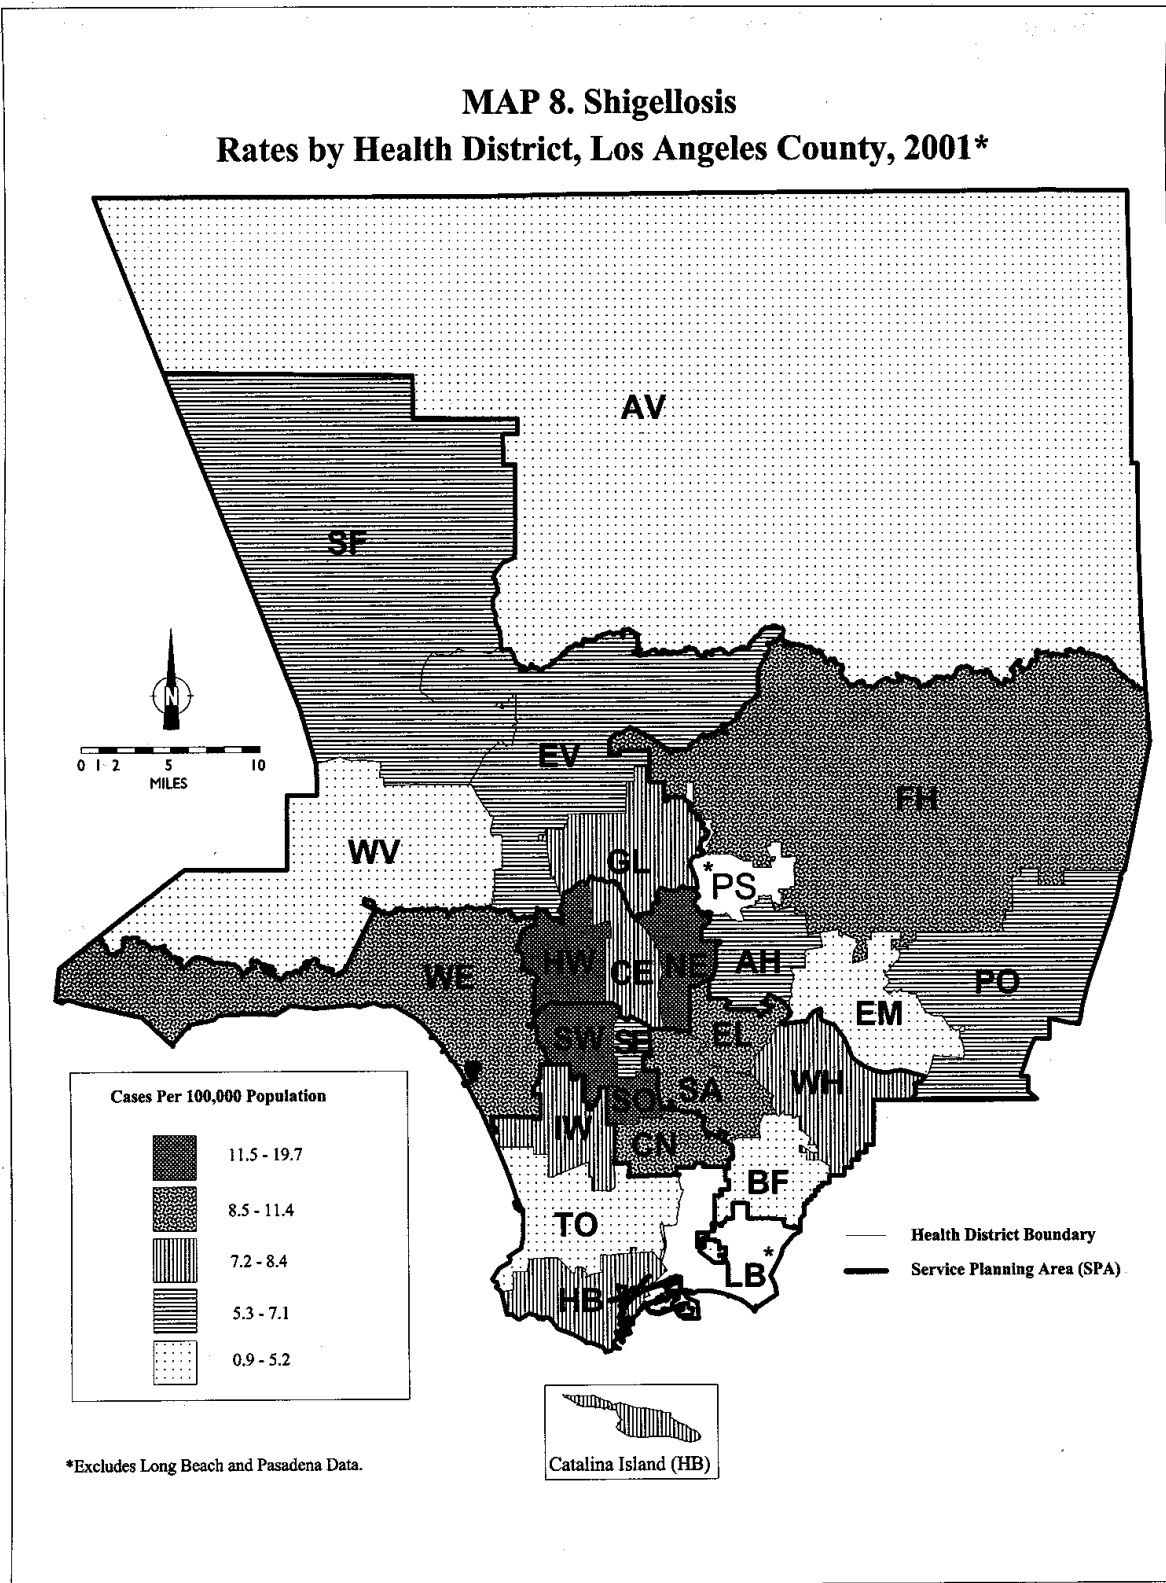 MAP 8. Shigellosis
Rates by Health District, Los Angeles County, 2001*
AV
SF
N
0 1 2 5 10
MILES
EV
FH
WV
GL
*PS
WE
HW
CE
NE
AH
PO
EM
SW
SE
EL
WH
SO
SA
IW
CN
BF
TO
LB*
HB
Cases Per 100,000 Population
11.5 - 19.7
8.5 - 11.4
7.2 - 8.4
5.3 - 7.1
0.9 - 5.2
Health District Boundary
Service Planning Area (SPA)
Catalina Island (HB)
*Excludes Long Beach and Pasadena Data.